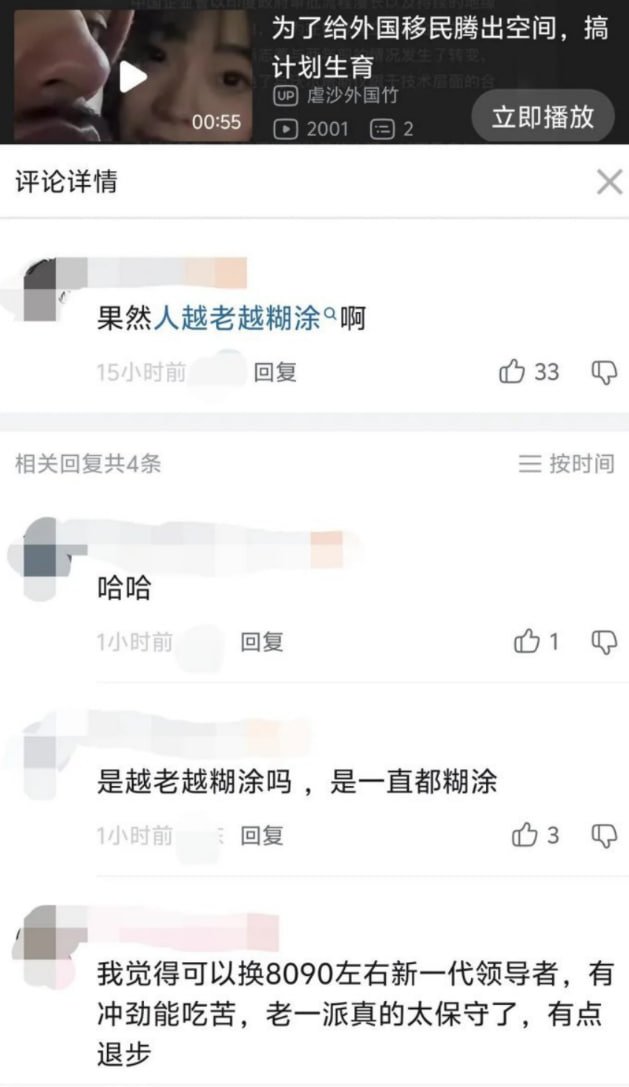 为了给外国移民腾出空间，搞
计划生育
UP 虐沙外国竹
2001 2
立即播放
00:55
评论详情
果然人越老越糊涂啊
15小时前 回复 33
相关回复共4条 按时间
哈哈
1小时前 回复 1
是越老越糊涂吗 ，是一直都糊涂
1小时前 回复 3
我觉得可以换8090左右新一代领导者，有
冲劲能吃苦，老一派真的太保守了，有点
退步